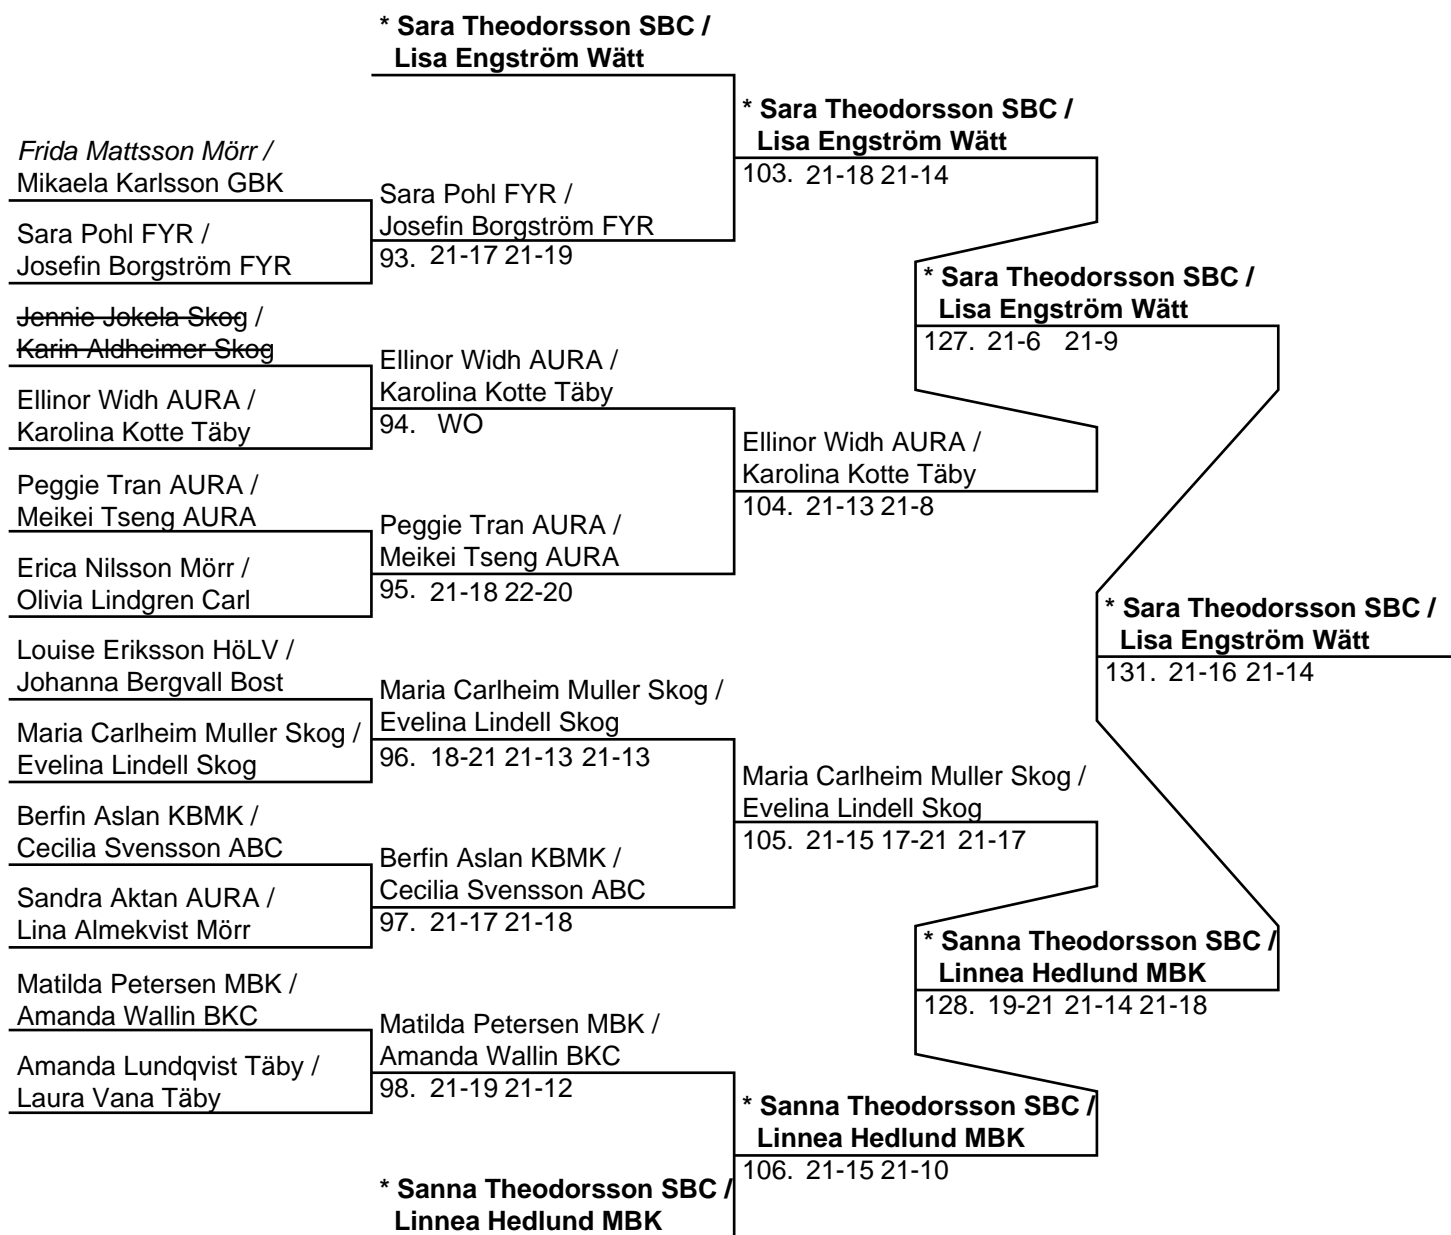 * Sara Theodorsson SBC /
Lisa Engström Wätt
* Sara Theodorsson SBC /
Lisa Engström Wätt
103. 21-18 21-14
Frida Mattsson Mörr /
Mikaela Karlsson GBK
Sara Pohl FYR /
Josefin Borgström FYR
93. 21-17 21-19
Sara Pohl FYR /
Josefin Borgström FYR
* Sara Theodorsson SBC /
Lisa Engström Wätt
127. 21-6 21-9
Jennie Jokela Skog /
Karin Aldheimer Skog
Ellinor Widh AURA /
Karolina Kotte Täby
94. WO
Ellinor Widh AURA /
Karolina Kotte Täby
Ellinor Widh AURA /
Karolina Kotte Täby
104. 21-13 21-8
Peggie Tran AURA /
Meikei Tseng AURA
Peggie Tran AURA /
Meikei Tseng AURA
95. 21-18 22-20
Erica Nilsson Mörr /
Olivia Lindgren Carl
* Sara Theodorsson SBC /
Lisa Engström Wätt
131. 21-16 21-14
Louise Eriksson HöLV /
Johanna Bergvall Bost
Maria Carlheim Muller Skog /
Evelina Lindell Skog
96. 18-21 21-13 21-13
Maria Carlheim Muller Skog /
Evelina Lindell Skog
Maria Carlheim Muller Skog /
Evelina Lindell Skog
105. 21-15 17-21 21-17
Berfin Aslan KBMK /
Cecilia Svensson ABC
Berfin Aslan KBMK /
Cecilia Svensson ABC
97. 21-17 21-18
Sandra Aktan AURA /
Lina Almekvist Mörr
* Sanna Theodorsson SBC /
Linnea Hedlund MBK
128. 19-21 21-14 21-18
Matilda Petersen MBK /
Amanda Wallin BKC
Matilda Petersen MBK /
Amanda Wallin BKC
98. 21-19 21-12
Amanda Lundqvist Täby /
Laura Vana Täby
* Sanna Theodorsson SBC /
Linnea Hedlund MBK
106. 21-15 21-10
* Sanna Theodorsson SBC /
Linnea Hedlund MBK